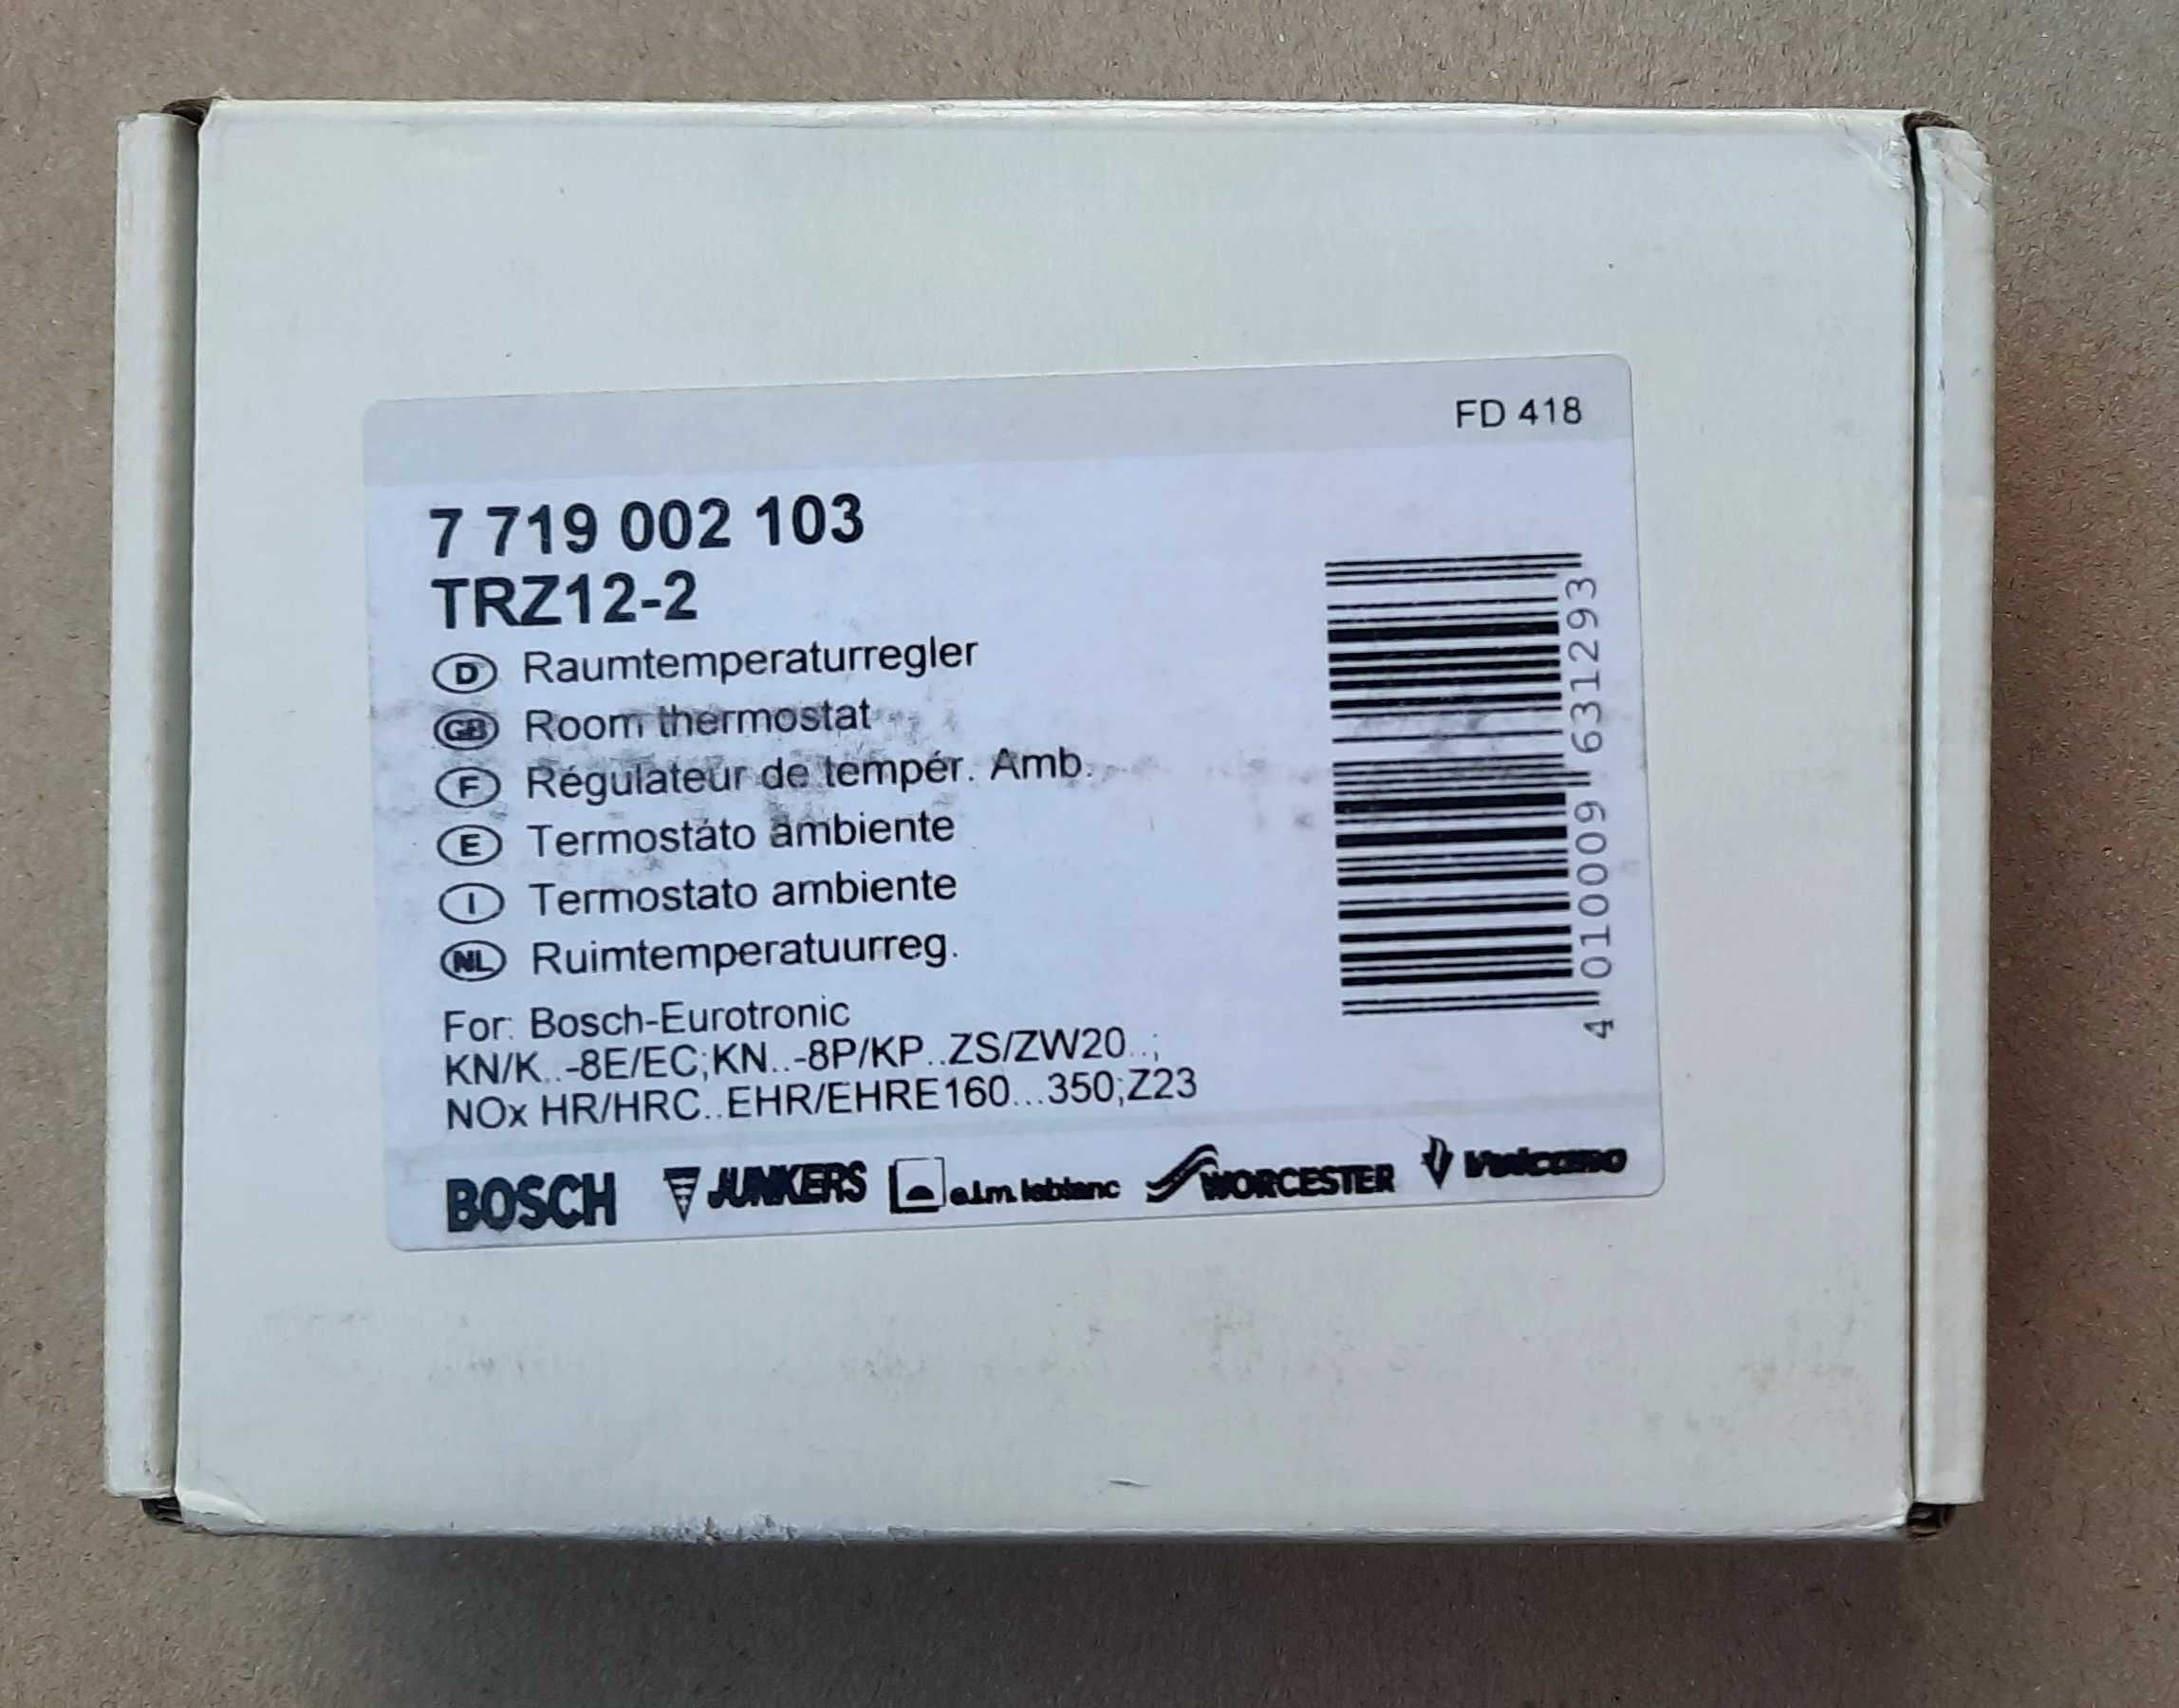 FD 418
7 719 002 103
TRZ12-2
D Raumtemperaturregler
GB Room thermostat
F Régulateur de tempér. Amb.
E Termostato ambiente
I Termostato ambiente
NL Ruimtemperatuurreg.
For: Bosch-Eurotronic
KN/K..-8E/EC;KN..-8P/KP..ZS/ZW20..;
NOx HR/HRC..EHR/EHRE160...350;Z23
4 010009 631293
BOSCH JUNKERS e.l.m. leblanc WORCESTER Vulcano